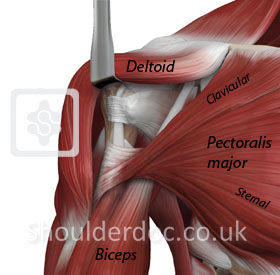 Deltoid
Clavicular
Pectoralis
major
Sternal
shoulderdoc.co.uk
Biceps